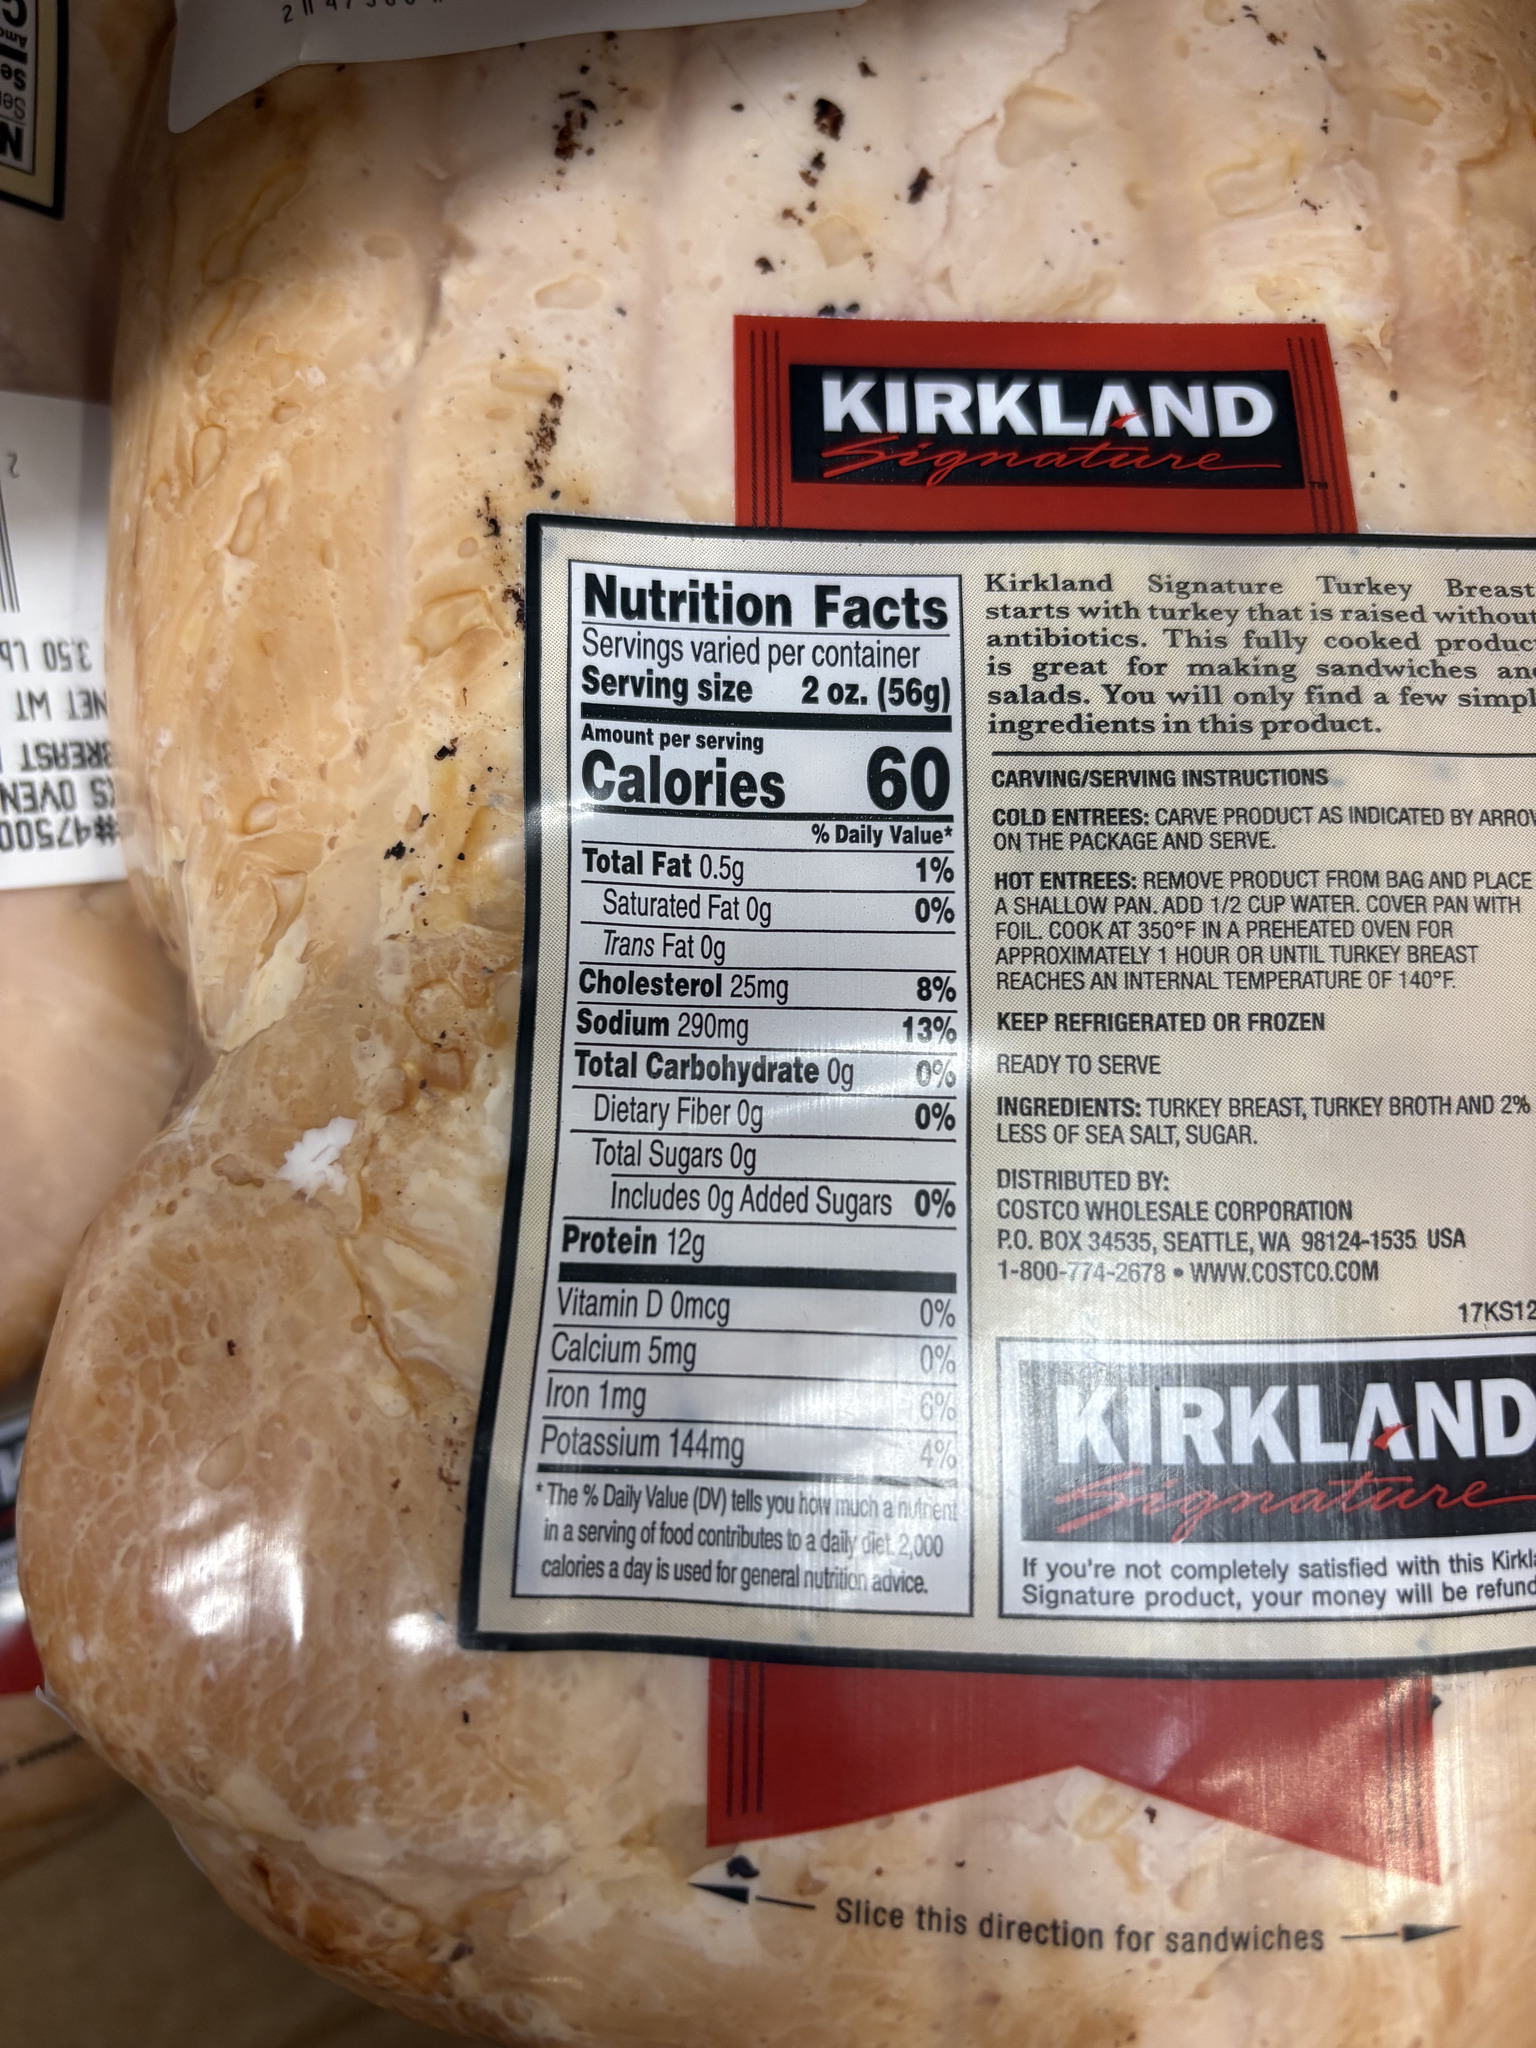 KIRKLAND
Signature
TM
Nutrition Facts
Servings varied per container
Serving size 2 oz. (56g)
Amount per serving
Calories 60
% Daily Value*
Total Fat 0.5g 1%
Saturated Fat 0g 0%
Trans Fat 0g
Cholesterol 25mg 8%
Sodium 290mg 13%
Total Carbohydrate 0g 0%
Dietary Fiber 0g 0%
Total Sugars 0g
Includes 0g Added Sugars 0%
Protein 12g
Vitamin D 0mcg 0%
Calcium 5mg 0%
Iron 1mg 6%
Potassium 144mg 4%
* The % Daily Value (DV) tells you how much a nutrient
in a serving of food contributes to a daily diet. 2,000
calories a day is used for general nutrition advice.
Kirkland Signature Turkey Breast
starts with turkey that is raised without
antibiotics. This fully cooked produc
is great for making sandwiches an
salads. You will only find a few simpl
ingredients in this product.
CARVING/SERVING INSTRUCTIONS
COLD ENTREES: CARVE PRODUCT AS INDICATED BY ARROW
ON THE PACKAGE AND SERVE.
HOT ENTREES: REMOVE PRODUCT FROM BAG AND PLACE
A SHALLOW PAN. ADD 1/2 CUP WATER. COVER PAN WITH
FOIL. COOK AT 350°F IN A PREHEATED OVEN FOR
APPROXIMATELY 1 HOUR OR UNTIL TURKEY BREAST
REACHES AN INTERNAL TEMPERATURE OF 140°F.
KEEP REFRIGERATED OR FROZEN
READY TO SERVE
INGREDIENTS: TURKEY BREAST, TURKEY BROTH AND 2%
LESS OF SEA SALT, SUGAR.
DISTRIBUTED BY:
COSTCO WHOLESALE CORPORATION
P.O. BOX 34535, SEATTLE, WA 98124-1535 USA
1-800-774-2678 • WWW.COSTCO.COM
17KS12
KIRKLAND
Signature
If you're not completely satisfied with this Kirkla
Signature product, your money will be refund
Slice this direction for sandwiches
#47500
KS OVEN
BREAST
NET WT
3.50 Lb